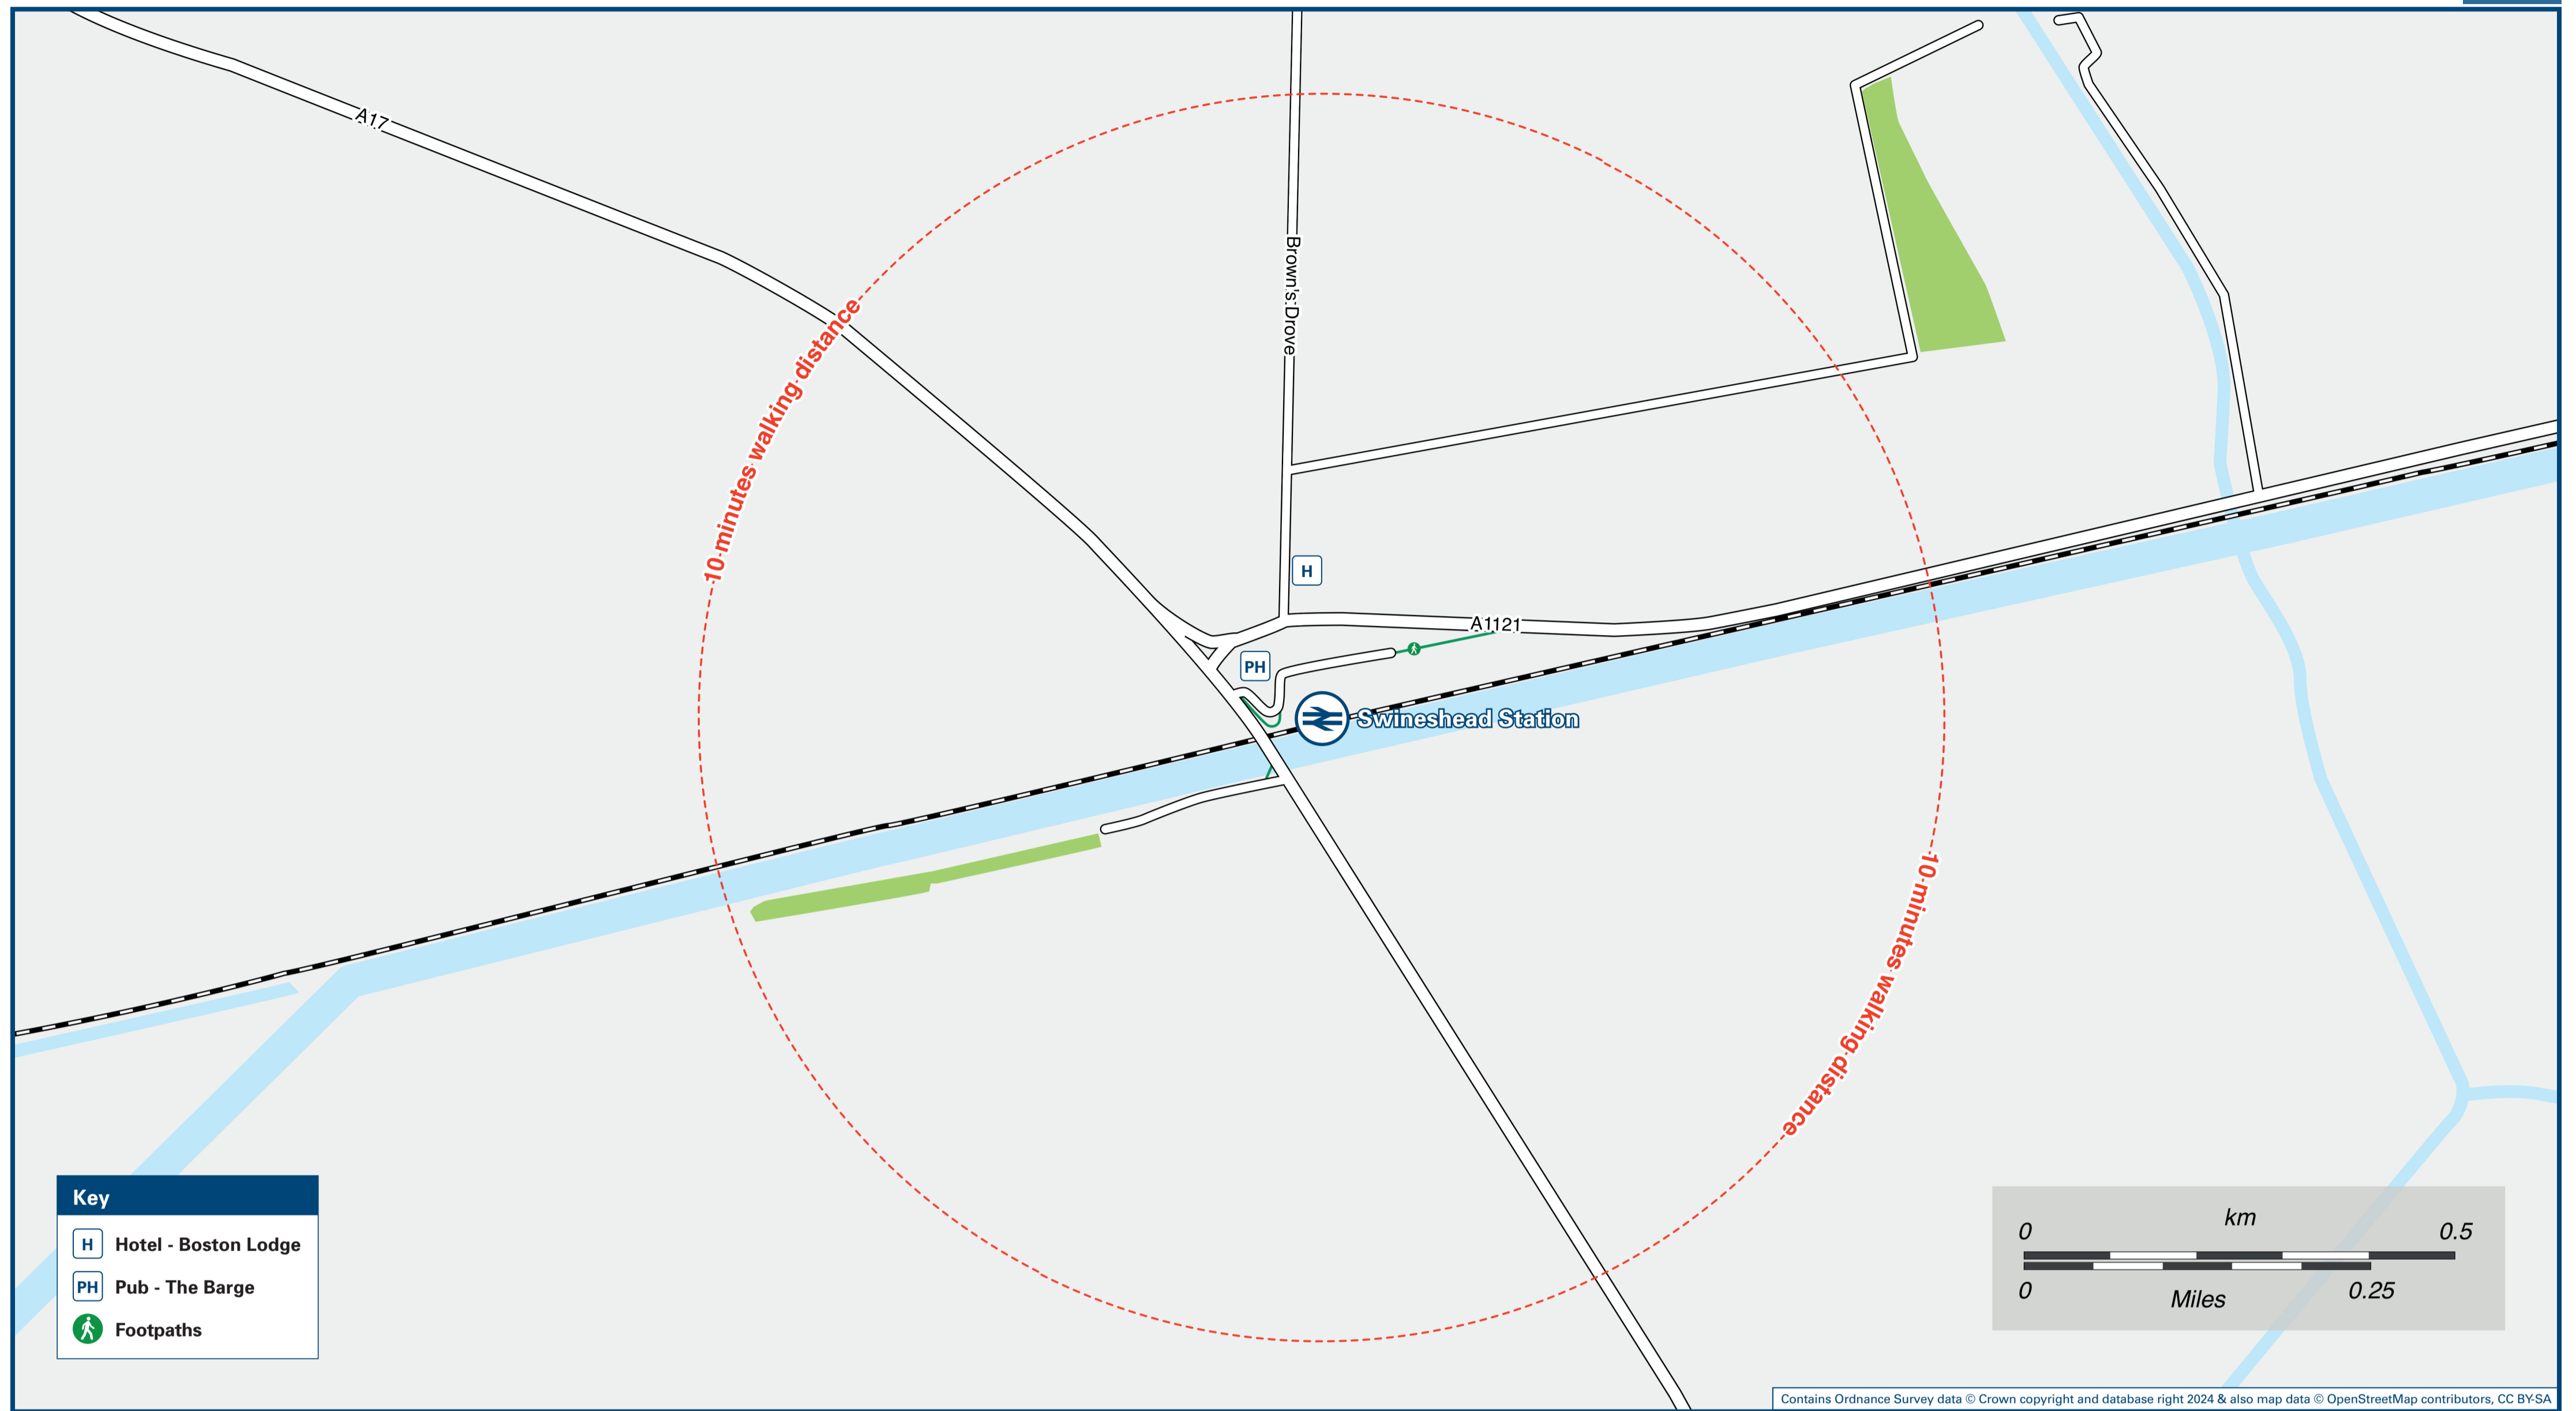 A17
10 minutes walking distance
Brown's Drove
H
A1121
PH
Swineshead Station
10 minutes walking distance
Key
H Hotel - Boston Lodge
PH Pub - The Barge
Footpaths
km
0 0.5
0 0.25
Miles
Contains Ordnance Survey data © Crown copyright and database right 2024 & also map data © OpenStreetMap contributors, CC BY-SA